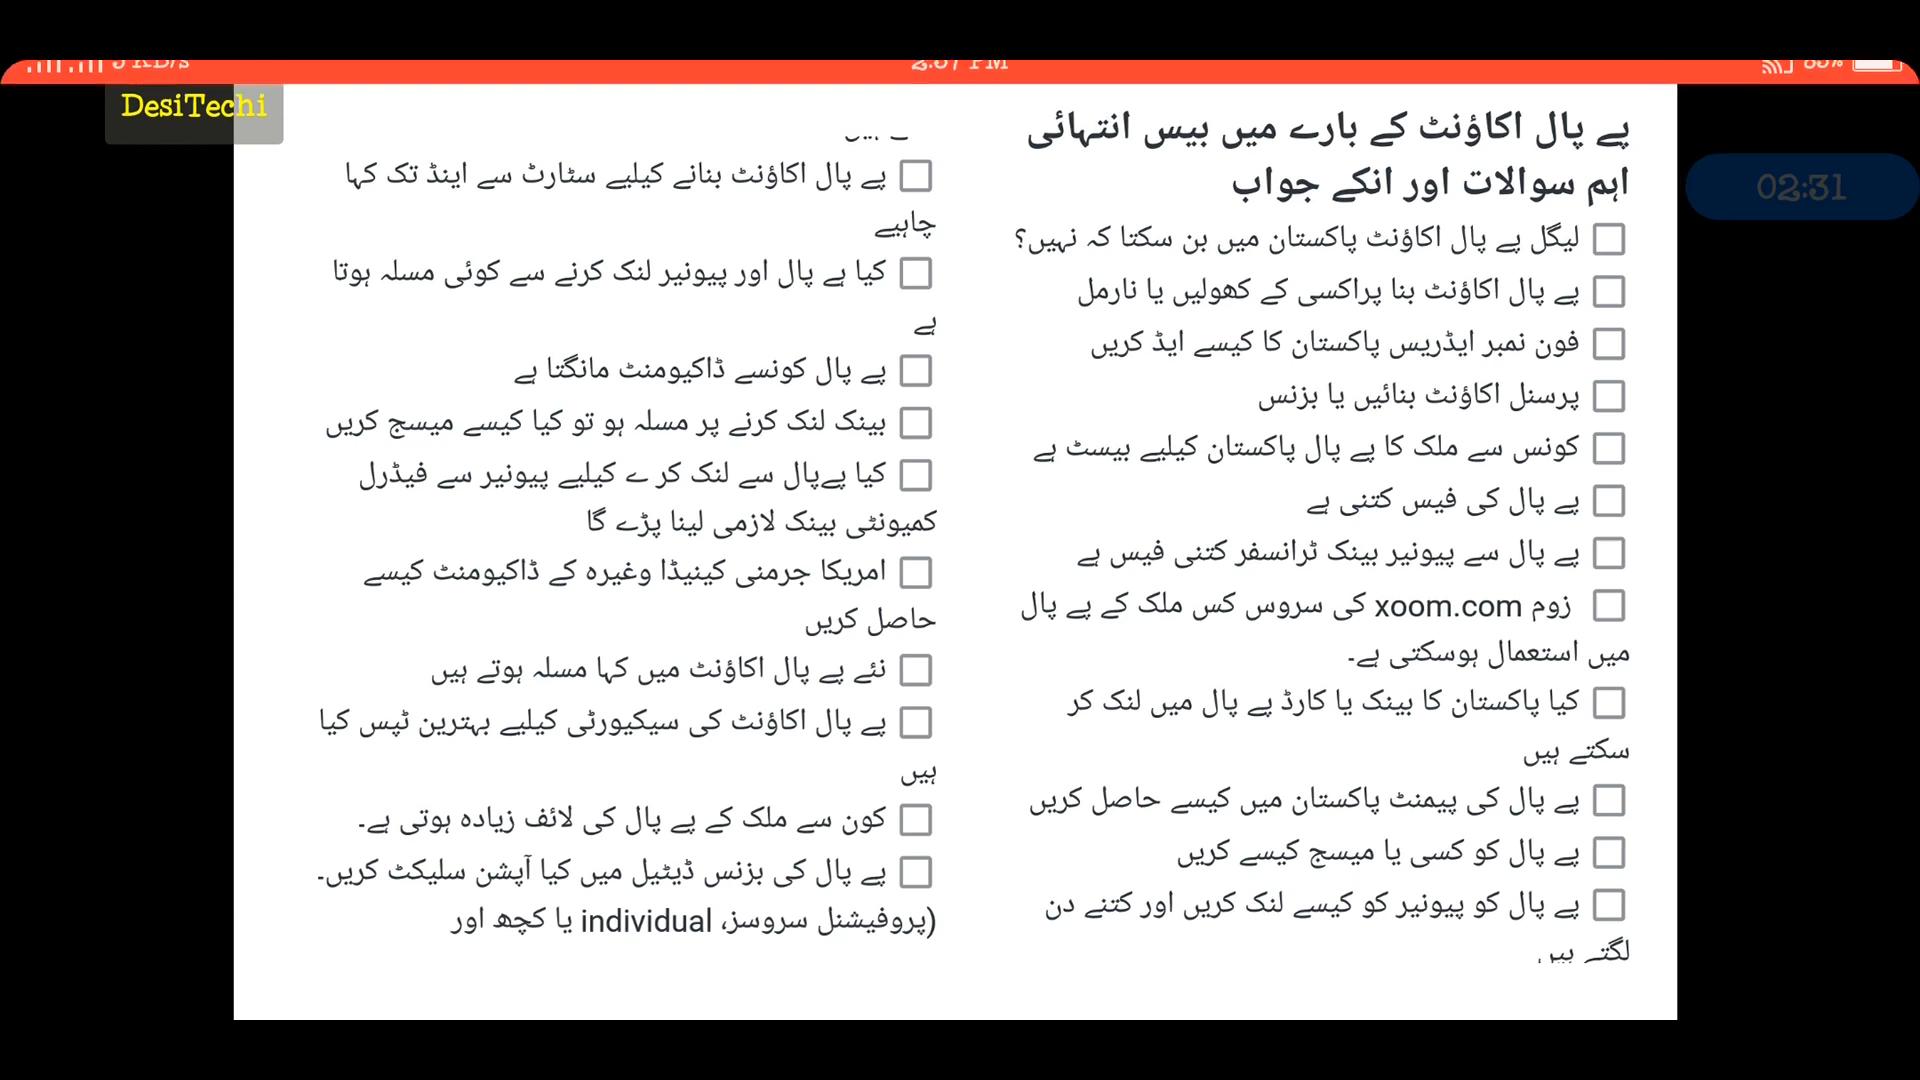 2:07 PM
DesiTechi
02:31
پے پال اکاؤنٹ کے بارے میں بیس انتہائی
اہم سوالات اور انکے جواب
لیگل پے پال اکاؤنٹ پاکستان میں بن سکتا کہ نہیں؟
پے پال اکاؤنٹ بنا پراکسی کے کھولیں یا نارمل
فون نمبر ایڈریس پاکستان کا کیسے ایڈ کریں
پرسنل اکاؤنٹ بنائیں یا بزنس
کونس سے ملک کا پے پال پاکستان کیلیے بیسٹ ہے
پے پال کی فیس کتنی ہے
پے پال سے پیونیر بینک ٹرانسفر کتنی فیس ہے
زوم xoom.com کی سروس کس ملک کے پے پال
میں استعمال ہوسکتی ہے۔
کیا پاکستان کا بینک یا کارڈ پے پال میں لنک کر
سکتے ہیں
پے پال کی پیمنٹ پاکستان میں کیسے حاصل کریں
پے پال کو کسی یا میسج کیسے کریں
پے پال کو پیونیر کو کیسے لنک کریں اور کتنے دن
لگتے ہیں
پے پال اکاؤنٹ بنانے کیلیے سٹارٹ سے اینڈ تک کہا
چاہیے
کیا ہے پال اور پیونیر لنک کرنے سے کوئی مسلہ ہوتا
ہے
پے پال کونسے ڈاکیومنٹ مانگتا ہے
بینک لنک کرنے پر مسلہ ہو تو کیا کیسے میسج کریں
کیا پےپال سے لنک کر ے کیلیے پیونیر سے فیڈرل
کمیونٹی بینک لازمی لینا پڑے گا
امریکا جرمنی کینیڈا وغیرہ کے ڈاکیومنٹ کیسے
حاصل کریں
نئے پے پال اکاؤنٹ میں کہا مسلہ ہوتے ہیں
پے پال اکاؤنٹ کی سیکیورٹی کیلیے بہترین ٹپس کیا
ہیں
کون سے ملک کے پے پال کی لائف زیادہ ہوتی ہے۔
پے پال کی بزنس ڈیٹیل میں کیا آپشن سلیکٹ کریں۔
(پروفیشنل سروسز، individual یا کچھ اور